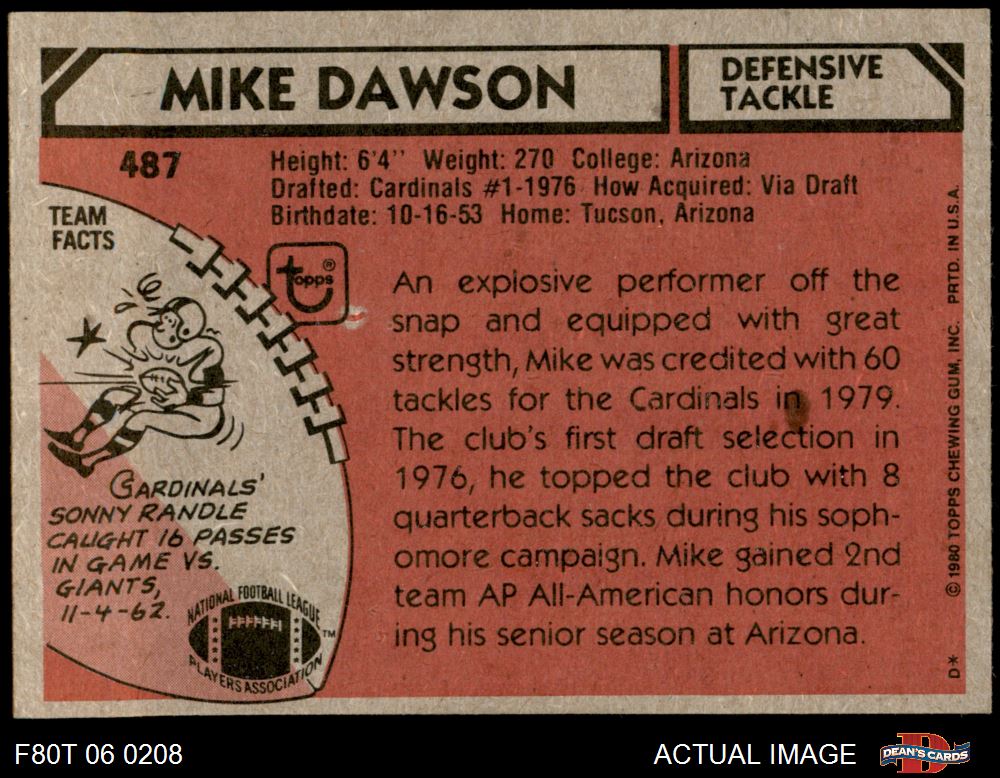 MIKE DAWSON
DEFENSIVE
TACKLE
487
Height: 6'4" Weight: 270 College: Arizona
Drafted: Cardinals #1-1976 How Acquired: Via Draft
Birthdate: 10-16-53 Home: Tucson, Arizona
TEAM
FACTS
topps®
An explosive performer off the
snap and equipped with great
strength, Mike was credited with 60
tackles for the Cardinals in 1979.
The club's first draft selection in
1976, he topped the club with 8
quarterback sacks during his soph-
omore campaign. Mike gained 2nd
team AP All-American honors dur-
ing his senior season at Arizona.
CARDINALS'
SONNY RANDLE
CAUGHT 16 PASSES
IN GAME VS.
GIANTS,
11-4-62.
NATIONAL FOOTBALL LEAGUE
PLAYERS ASSOCIATION
TM
D* © 1980 TOPPS CHEWING GUM, INC. PRTD. IN U.S.A.
F80T 06 0208
ACTUAL IMAGE
DEAN'S CARDS